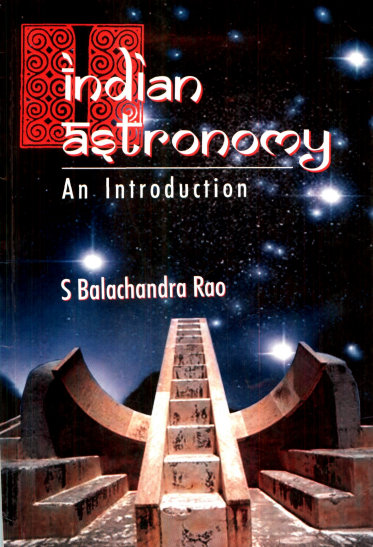 indian
astronomy
An Introduction
S Balachandra Rao